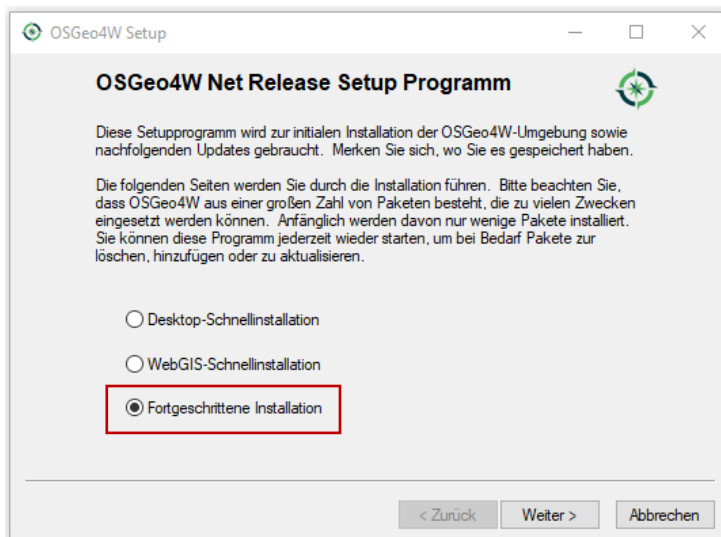 OSGeo4W Setup
OSGeo4W Net Release Setup Programm
Diese Setupprogramm wird zur initialen Installation der OSGeo4W-Umgebung sowie
nachfolgenden Updates gebraucht. Merken Sie sich, wo Sie es gespeichert haben.
Die folgenden Seiten werden Sie durch die Installation führen. Bitte beachten Sie,
dass OSGeo4W aus einer großen Zahl von Paketen besteht, die zu vielen Zwecken
eingesetzt werden können. Anfänglich werden davon nur wenige Pakete installiert.
Sie können diese Programm jederzeit wieder starten, um bei Bedarf Pakete zur
löschen, hinzufügen oder zu aktualisieren.
Desktop-Schnellinstallation
WebGIS-Schnellinstallation
Fortgeschrittene Installation
< Zurück Weiter > Abbrechen